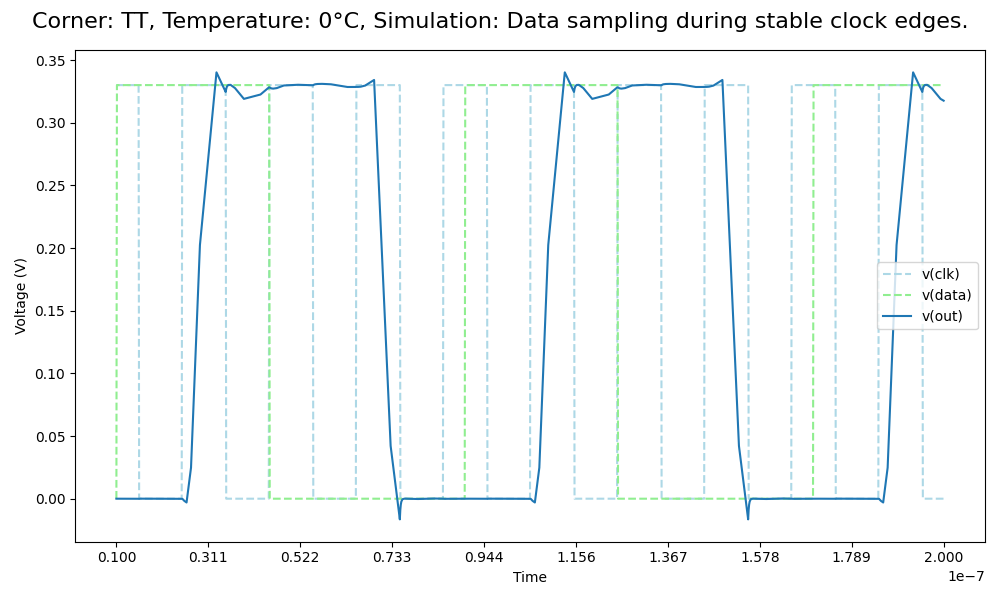 Corner: TT, Temperature: 0°C, Simulation: Data sampling during stable clock edges.
0.35
0.30
0.25
0.20
0.15
0.10
0.05
0.00
Voltage (V)
v(clk)
v(data)
v(out)
0.100 0.311 0.522 0.733 0.944 1.156 1.367 1.578 1.789 2.000
Time
1e−7